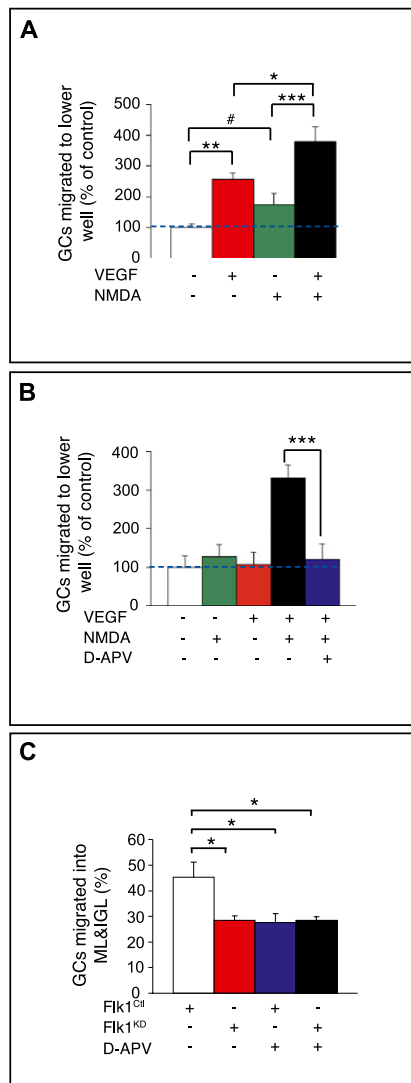 A
GCs migrated to lower
well (% of control)
500
400
300
200
100
0
*
***
#
**
VEGF - + - +
NMDA - - + +
B
GCs migrated to lower
well (% of control)
400
300
200
100
0
***
VEGF - - + + +
NMDA - + - + +
D-APV - - - - +
C
GCs migrated into
ML&IGL (%)
60
50
40
30
20
10
0
*
*
*
Flk1Ctl + - + -
Flk1KD - + - +
D-APV - - + +